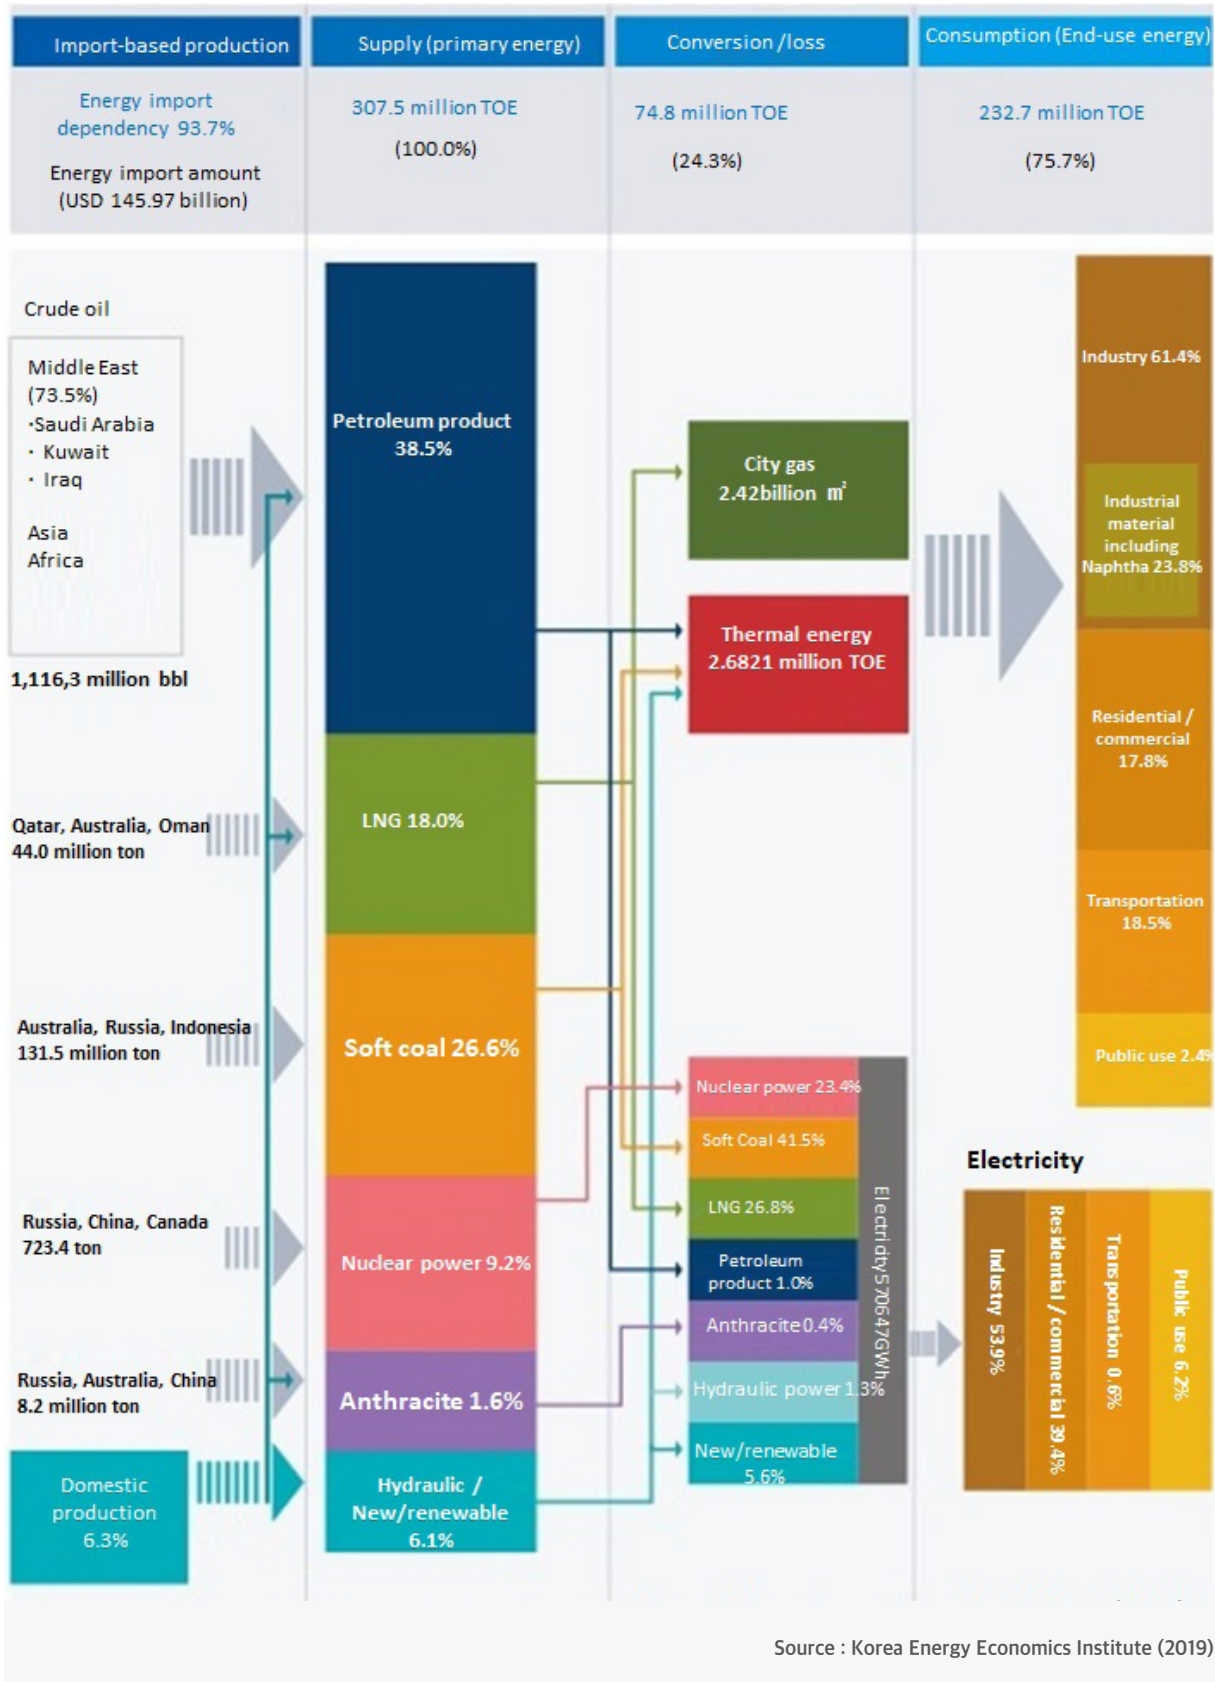 Import-based production
Supply (primary energy)
Conversion /loss
Consumption (End-use energy)
Energy import
dependency 93.7%
Energy import amount
(USD 145.97 billion)
307.5 million TOE
(100.0%)
74.8 million TOE
(24.3%)
232.7 million TOE
(75.7%)
Crude oil
Middle East
(73.5%)
·Saudi Arabia
· Kuwait
· Iraq
Asia
Africa
1,116,3 million bbl
Qatar, Australia, Oman
44.0 million ton
Australia, Russia, Indonesia
131.5 million ton
Russia, China, Canada
723.4 ton
Russia, Australia, China
8.2 million ton
Domestic
production
6.3%
Petroleum product
38.5%
LNG 18.0%
Soft coal 26.6%
Nuclear power 9.2%
Anthracite 1.6%
Hydraulic /
New/renewable
6.1%
City gas
2.42billion ㎡
Thermal energy
2.6821 million TOE
Nuclear power 23.4%
Soft Coal 41.5%
LNG 26.8%
Petroleum
product 1.0%
Anthracite 0.4%
Hydraulic power 1.3%
New/renewable
5.6%
Electricity570647GWh
Industry 61.4%
Industrial
material
including
Naphtha 23.8%
Residential /
commercial
17.8%
Transportation
18.5%
Public use 2.4%
Electricity
Industry 53.9%
Residential / commercial 39.4%
Transportation 0.6%
Public use 6.2%
Source : Korea Energy Economics Institute (2019)